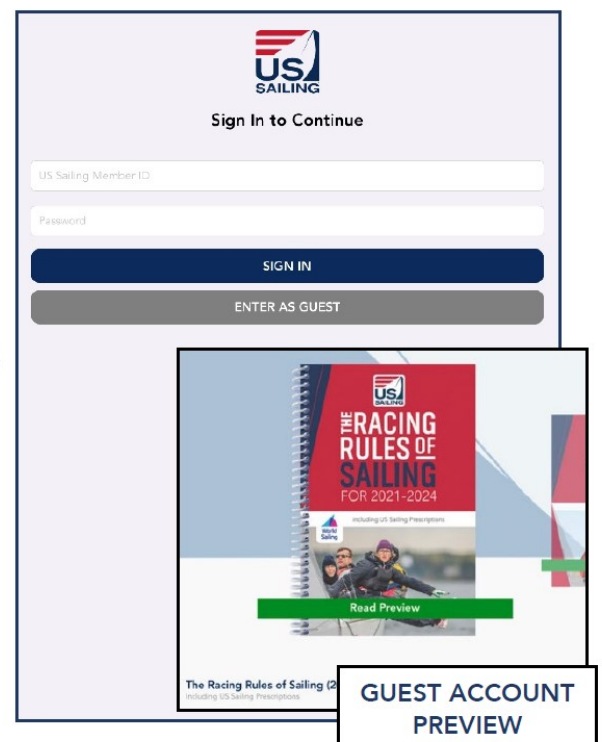 US
SAILING
Sign In to Continue
US Sailing Member ID
Password
SIGN IN
ENTER AS GUEST
US
SAILING
THE RACING
RULES OF
SAILING
FOR 2021-2024
World
Sailing
Including US Sailing Prescriptions
Read Preview
The Racing Rules of Sailing (2
Including US Sailing Prescriptions
GUEST ACCOUNT
PREVIEW